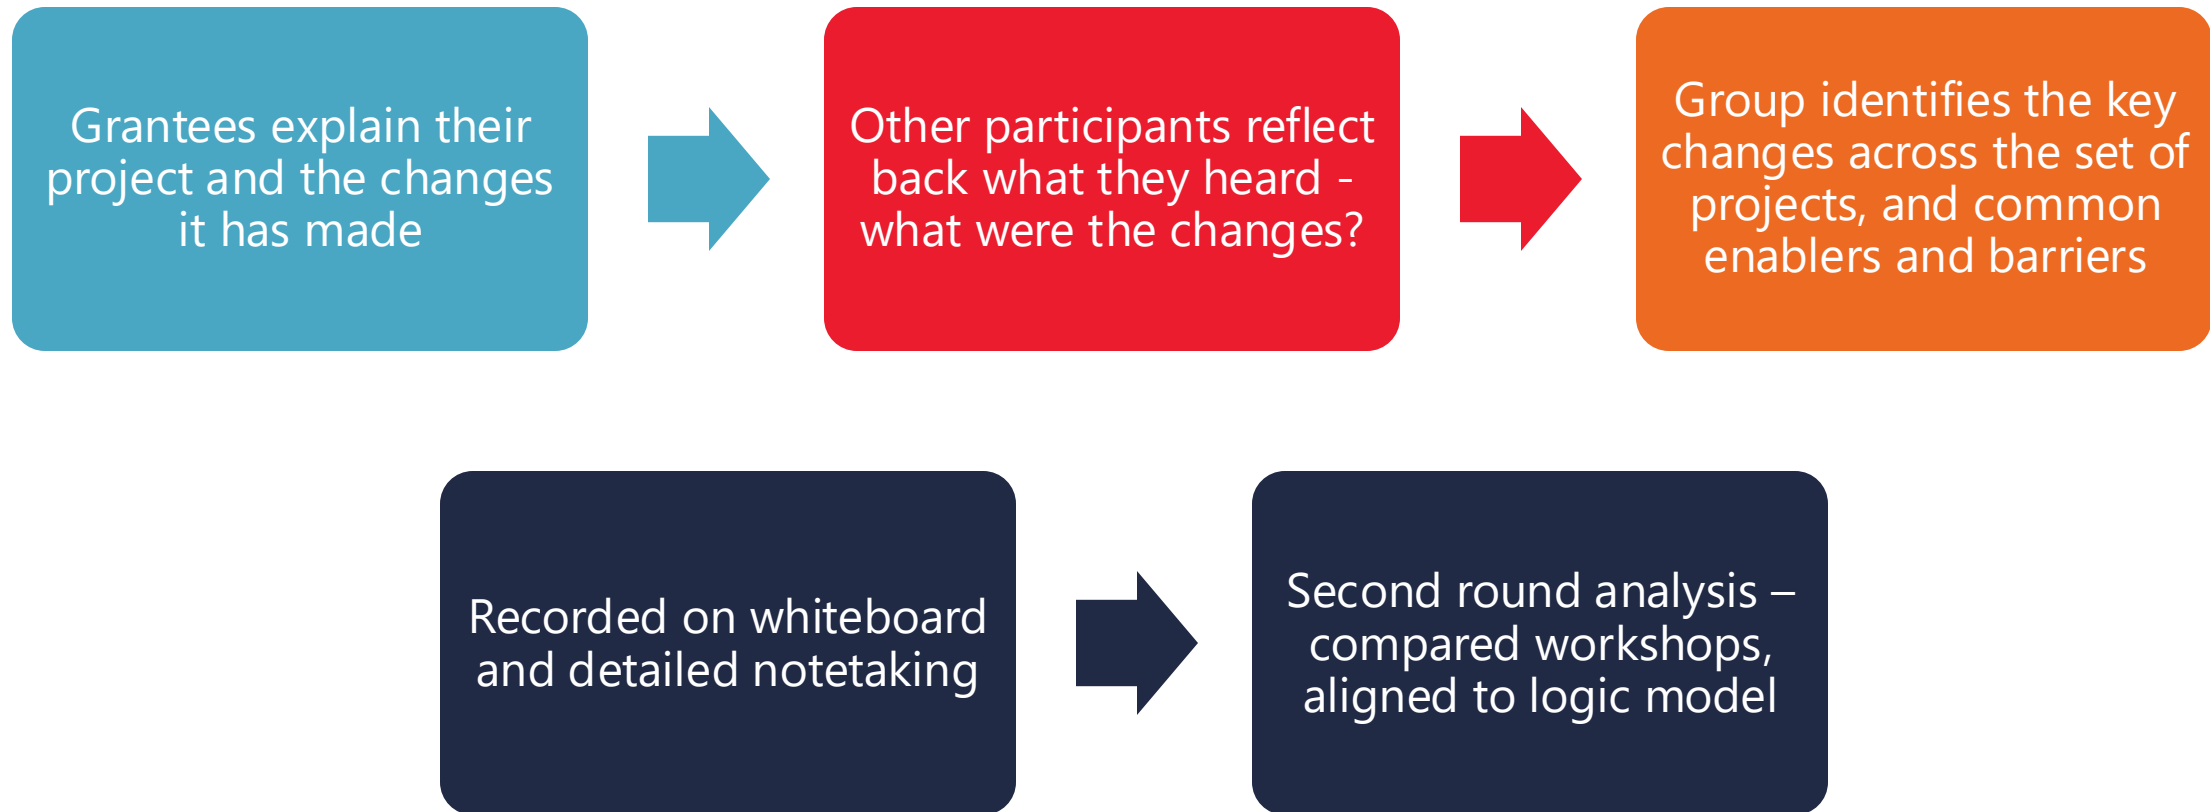 Grantees explain their
project and the changes
it has made
Other participants reflect
back what they heard -
what were the changes?
Group identifies the key
changes across the set of
projects, and common
enablers and barriers
Recorded on whiteboard
and detailed notetaking
Second round analysis –
compared workshops,
aligned to logic model